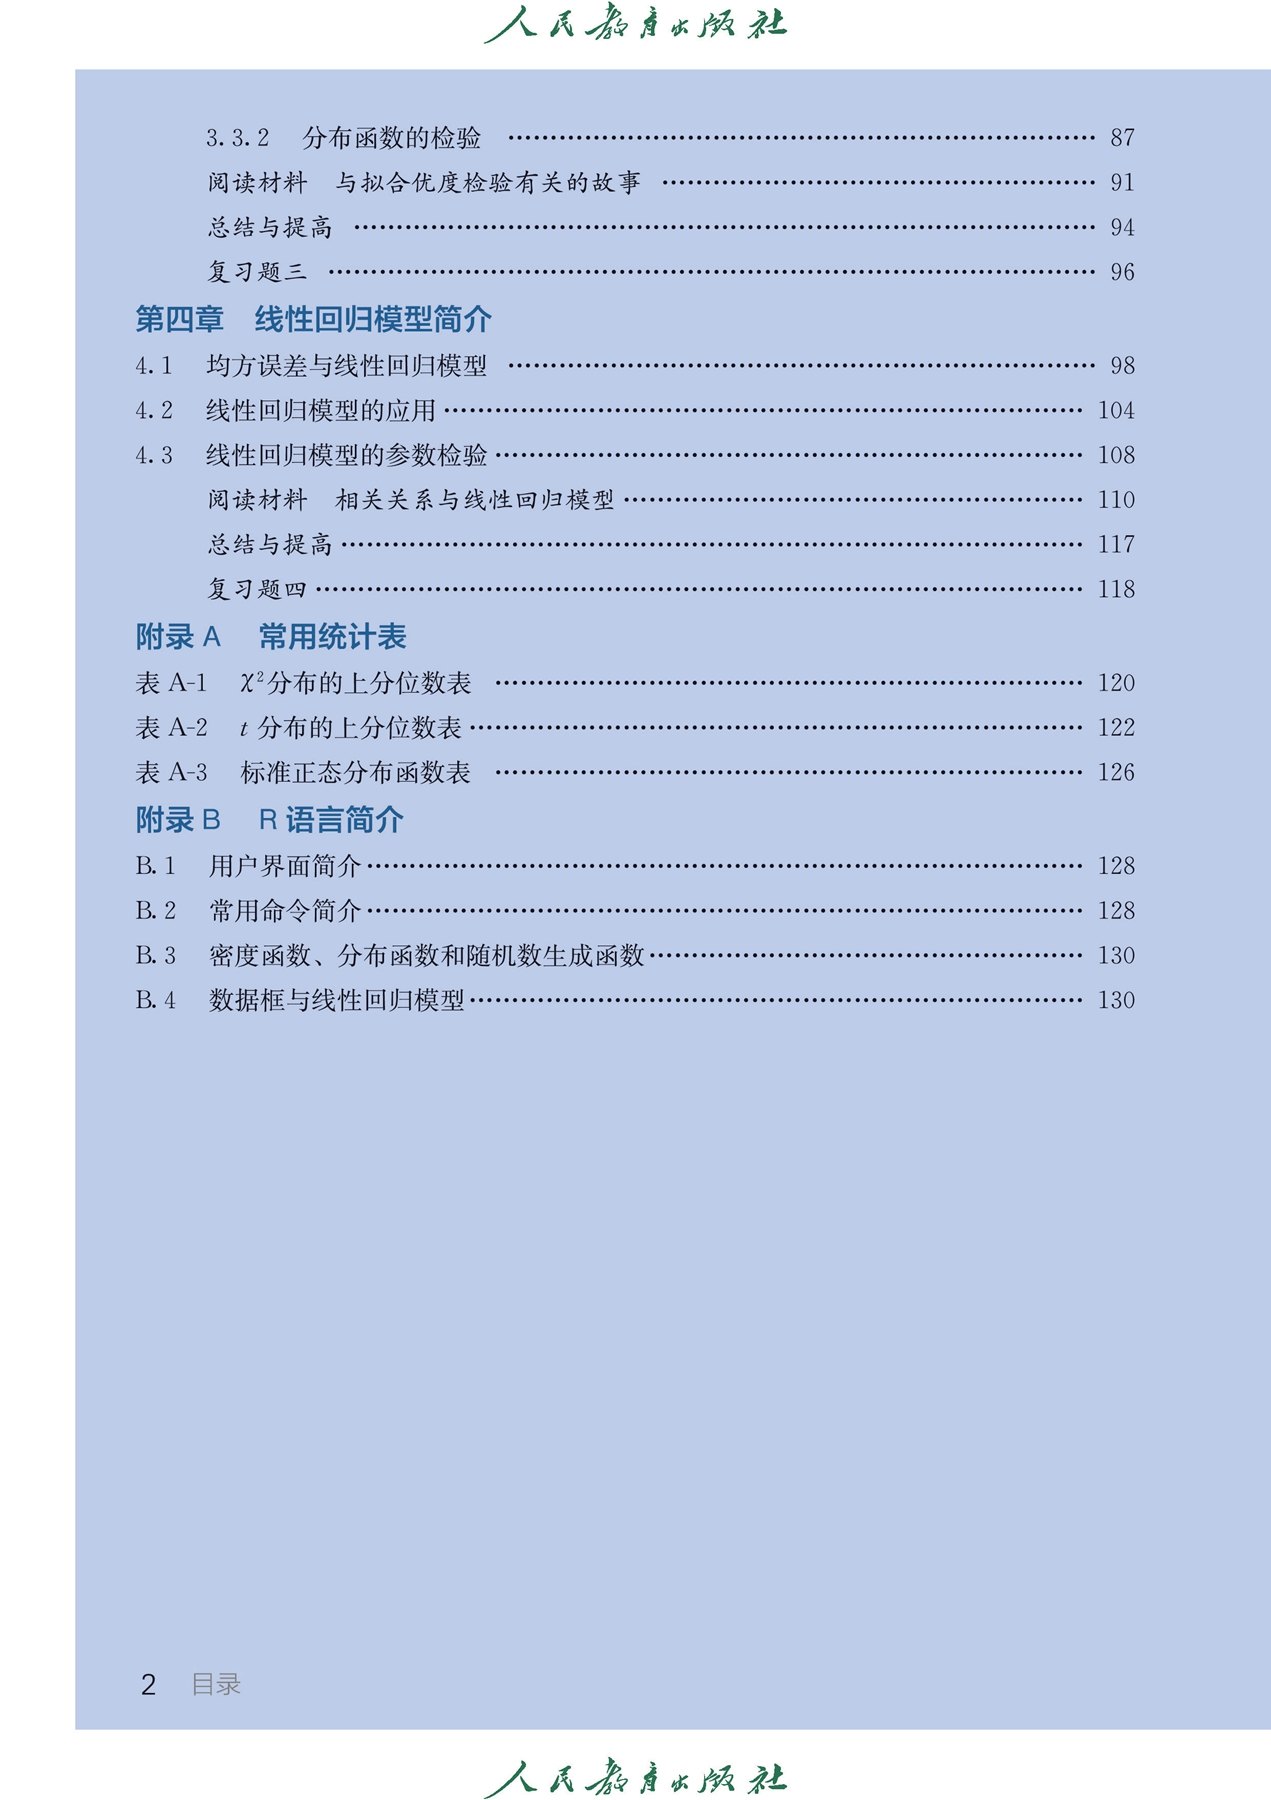 人民教育出版社
3.3.2 分布函数的检验 …………………………………… 87
阅读材料 与拟合优度检验有关的故事 …………………………………… 91
总结与提高 …………………………………… 94
复习题三 …………………………………… 96
第四章 线性回归模型简介
4.1 均方误差与线性回归模型 …………………………………… 98
4.2 线性回归模型的应用 …………………………………… 104
4.3 线性回归模型的参数检验 …………………………………… 108
阅读材料 相关关系与线性回归模型 …………………………………… 110
总结与提高 …………………………………… 117
复习题四 …………………………………… 118
附录 A 常用统计表
表 A-1 χ²分布的上分位数表 …………………………………… 120
表 A-2 t 分布的上分位数表 …………………………………… 122
表 A-3 标准正态分布函数表 …………………………………… 126
附录 B R 语言简介
B.1 用户界面简介 …………………………………… 128
B.2 常用命令简介 …………………………………… 128
B.3 密度函数、分布函数和随机数生成函数 …………………………………… 130
B.4 数据框与线性回归模型 …………………………………… 130
2 目录
人民教育出版社